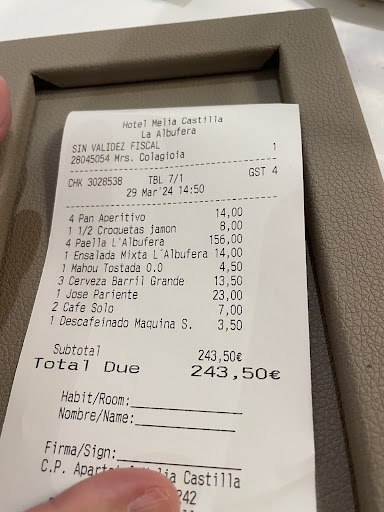 Hotel Melia Castilla
La Albufera
SIN VALIDEZ FISCAL 1
28045054 Mrs. Colagioia
CHK 3028538 TBL 7/1 GST 4
29 Mar'24 14:50
4 Pan Aperitivo 14,00
1 1/2 Croquetas jamon 8,00
4 Paella L'Albufera 156,00
1 Ensalada Mixta L'Albufera 14,00
1 Mahou Tostada 0.0 4,50
3 Cerveza Barril Grande 13,50
1 Jose Pariente 23,00
2 Cafe Solo 7,00
1 Descafeinado Maquina S. 3,50
Subtotal 243,50€
Total Due 243,50€
Habit/Room:
Nombre/Name:
Firma/Sign:
C.P. Castilla
242